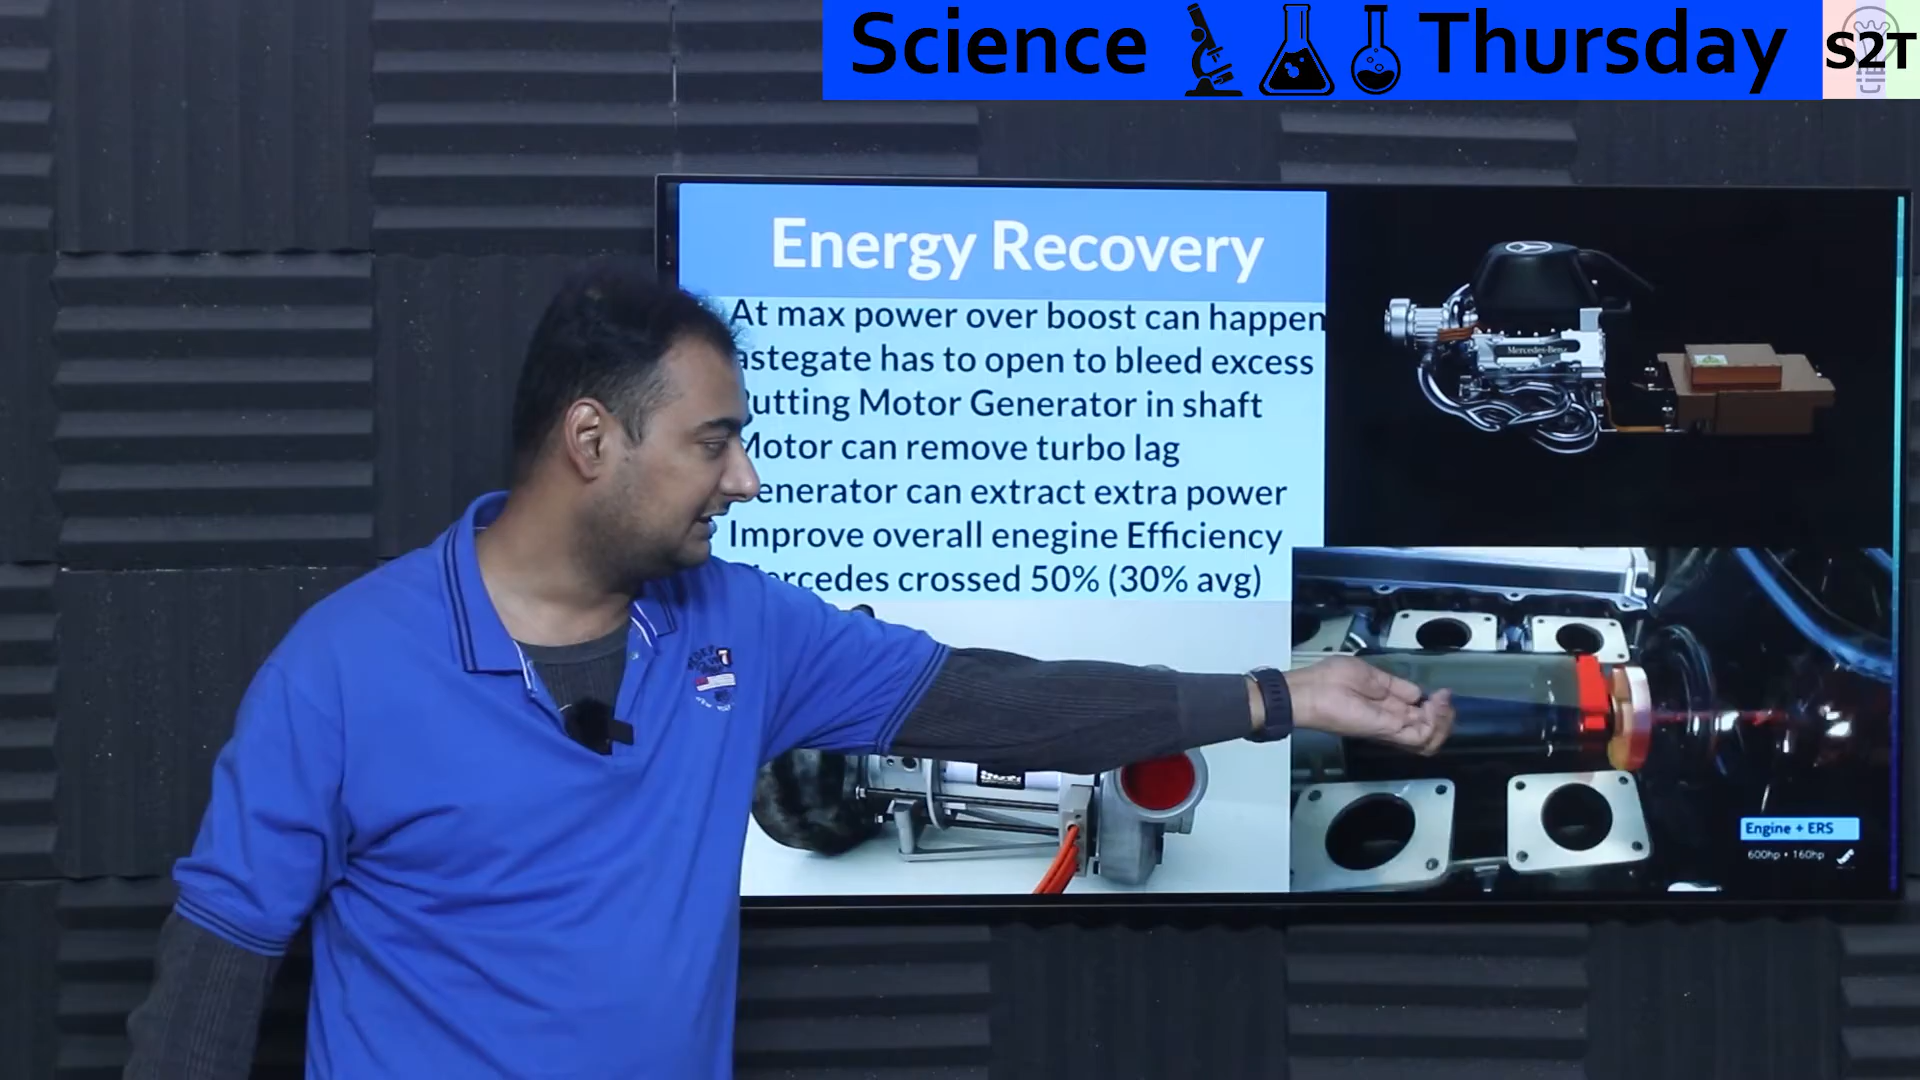 Science Thursday
S2T
Energy Recovery
At max power over boost can happen
astegate has to open to bleed excess
utting Motor Generator in shaft
Motor can remove turbo lag
enerator can extract extra power
Improve overall enegine Efficiency
ercedes crossed 50% (30% avg)
Mercedes-Benz
Engine + ERS
600hp • 160hp